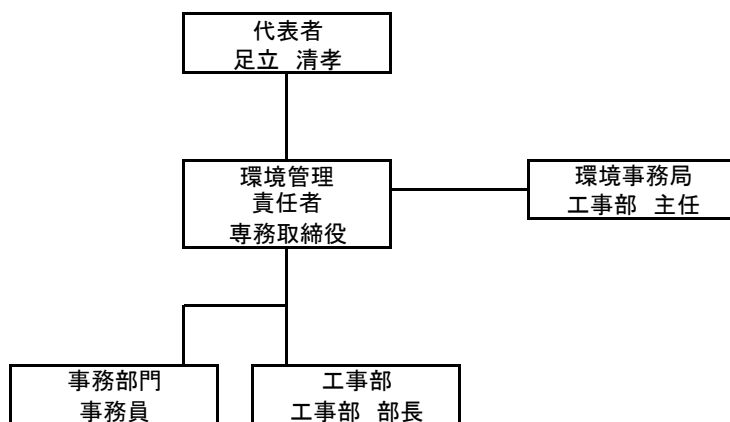 代表者
足立 清孝
環境管理
責任者
専務取締役
環境事務局
工事部 主任
事務部門
事務員
工事部
工事部 部長